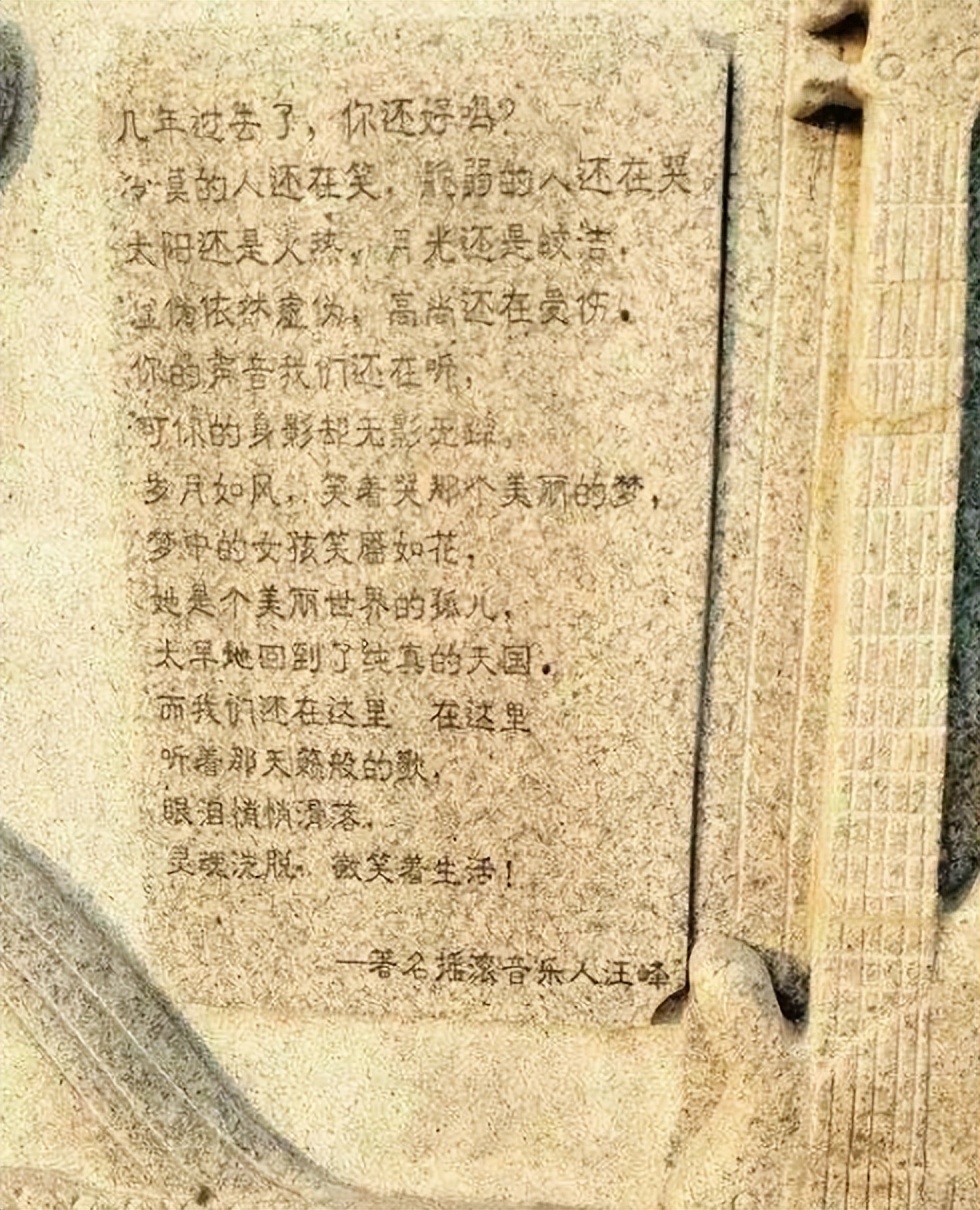 几年过去了，你还好吗？
冷漠的人还在笑，脆弱的人还在哭。
太阳还是火热，月光还是皎洁。
虚伪依然虚伪，高尚还在受伤。
你的声音我们还在听，
可你的身影却无影无踪，
岁月如风，笑着哭那个美丽的梦，
梦中的女孩笑靥如花，
她是个美丽世界的孤儿，
太早地回到了纯真的天国。
而我们还在这里 在这里
听着那天籁般的歌，
眼泪悄悄滑落，
灵魂洗脱，微笑着生活！
—著名摇滚音乐人汪峰